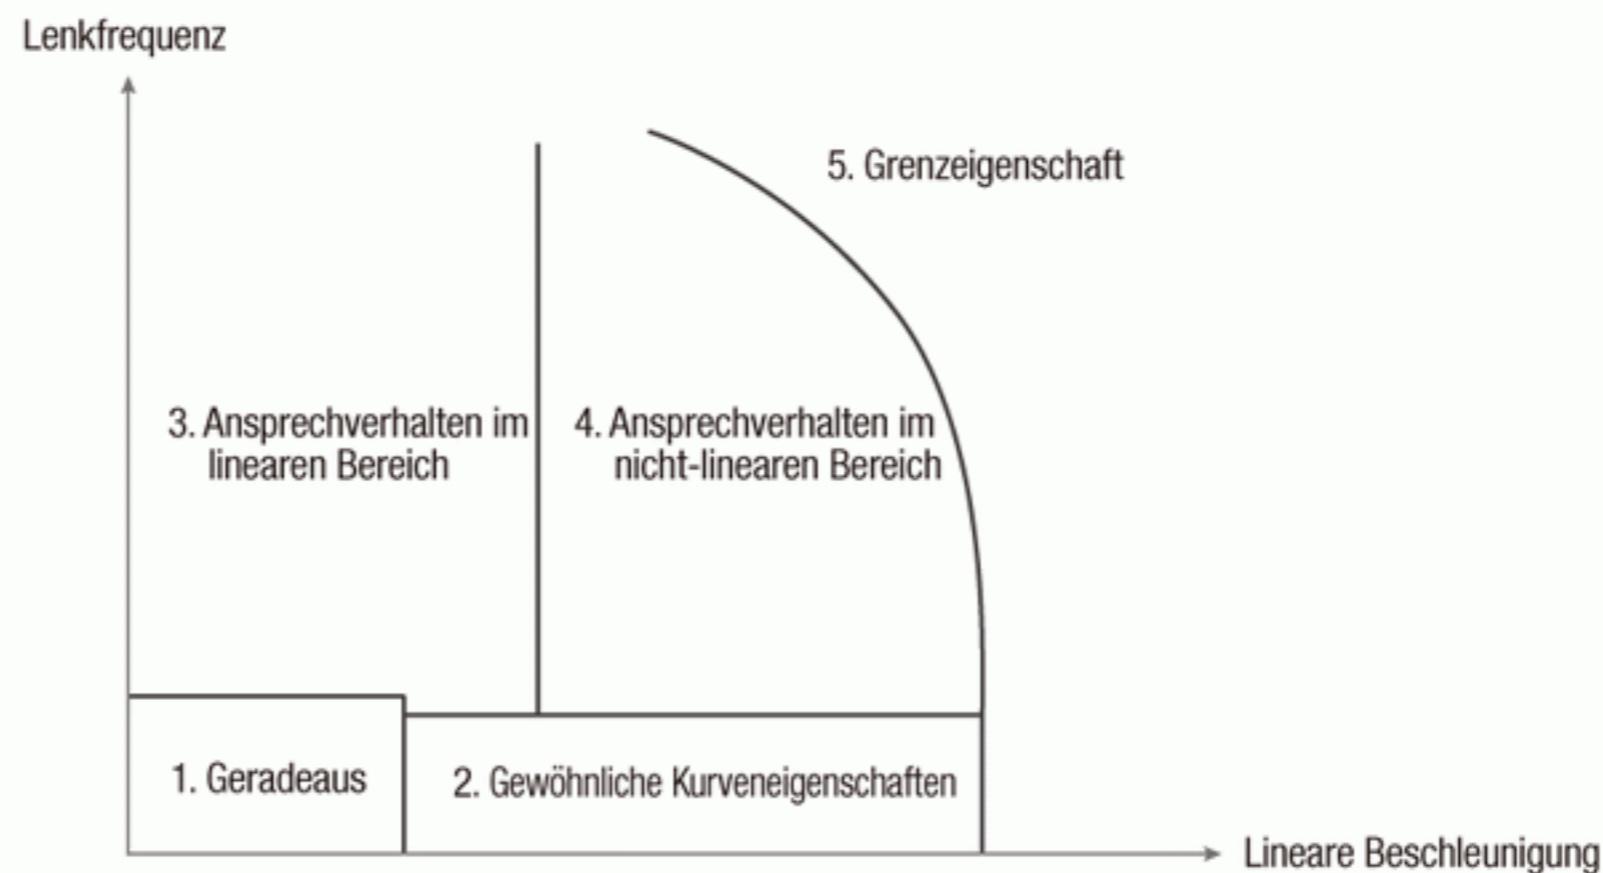 Lenkfrequenz
5. Grenzeigenschaft
3. Ansprechverhalten im
linearen Bereich
4. Ansprechverhalten im
nicht-linearen Bereich
1. Geradeaus
2. Gewöhnliche Kurveneigenschaften
Lineare Beschleunigung